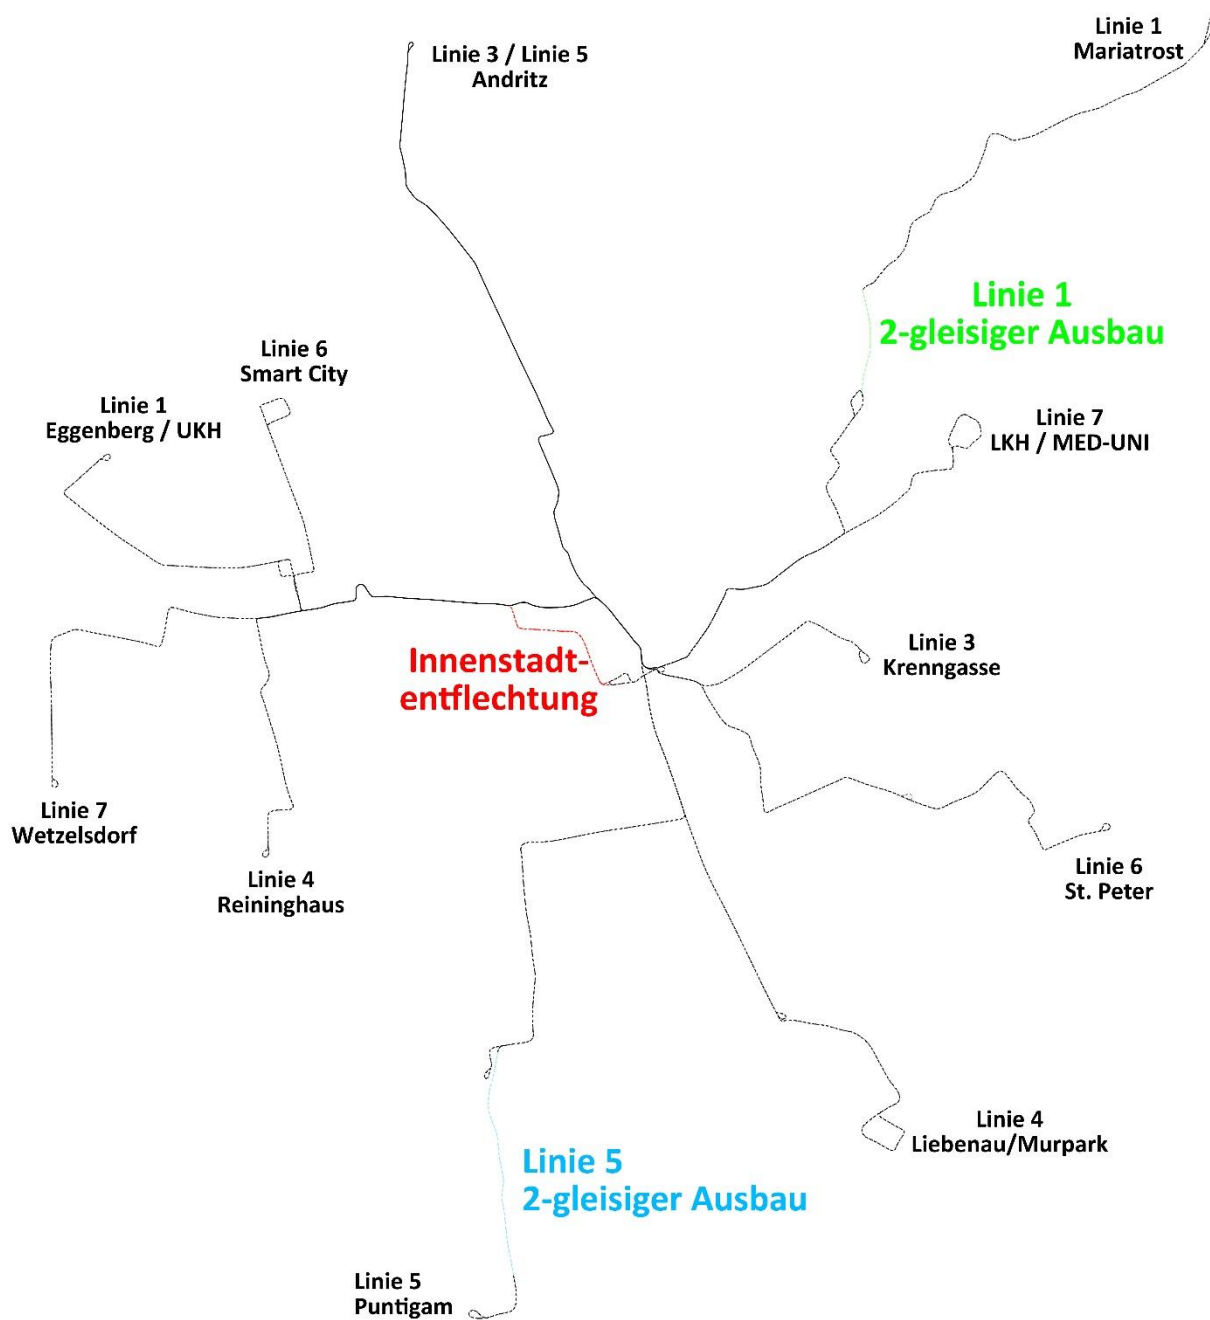 Linie 1
Mariatrost
Linie 3 / Linie 5
Andritz
Linie 1
2-gleisiger Ausbau
Linie 6
Smart City
Linie 1
Eggenberg / UKH
Linie 7
LKH / MED-UNI
Innenstadt-
entflechtung
Linie 3
Krenngasse
Linie 7
Wetzelsdorf
Linie 4
Reininghaus
Linie 6
St. Peter
Linie 4
Liebenau/Murpark
Linie 5
2-gleisiger Ausbau
Linie 5
Puntigam